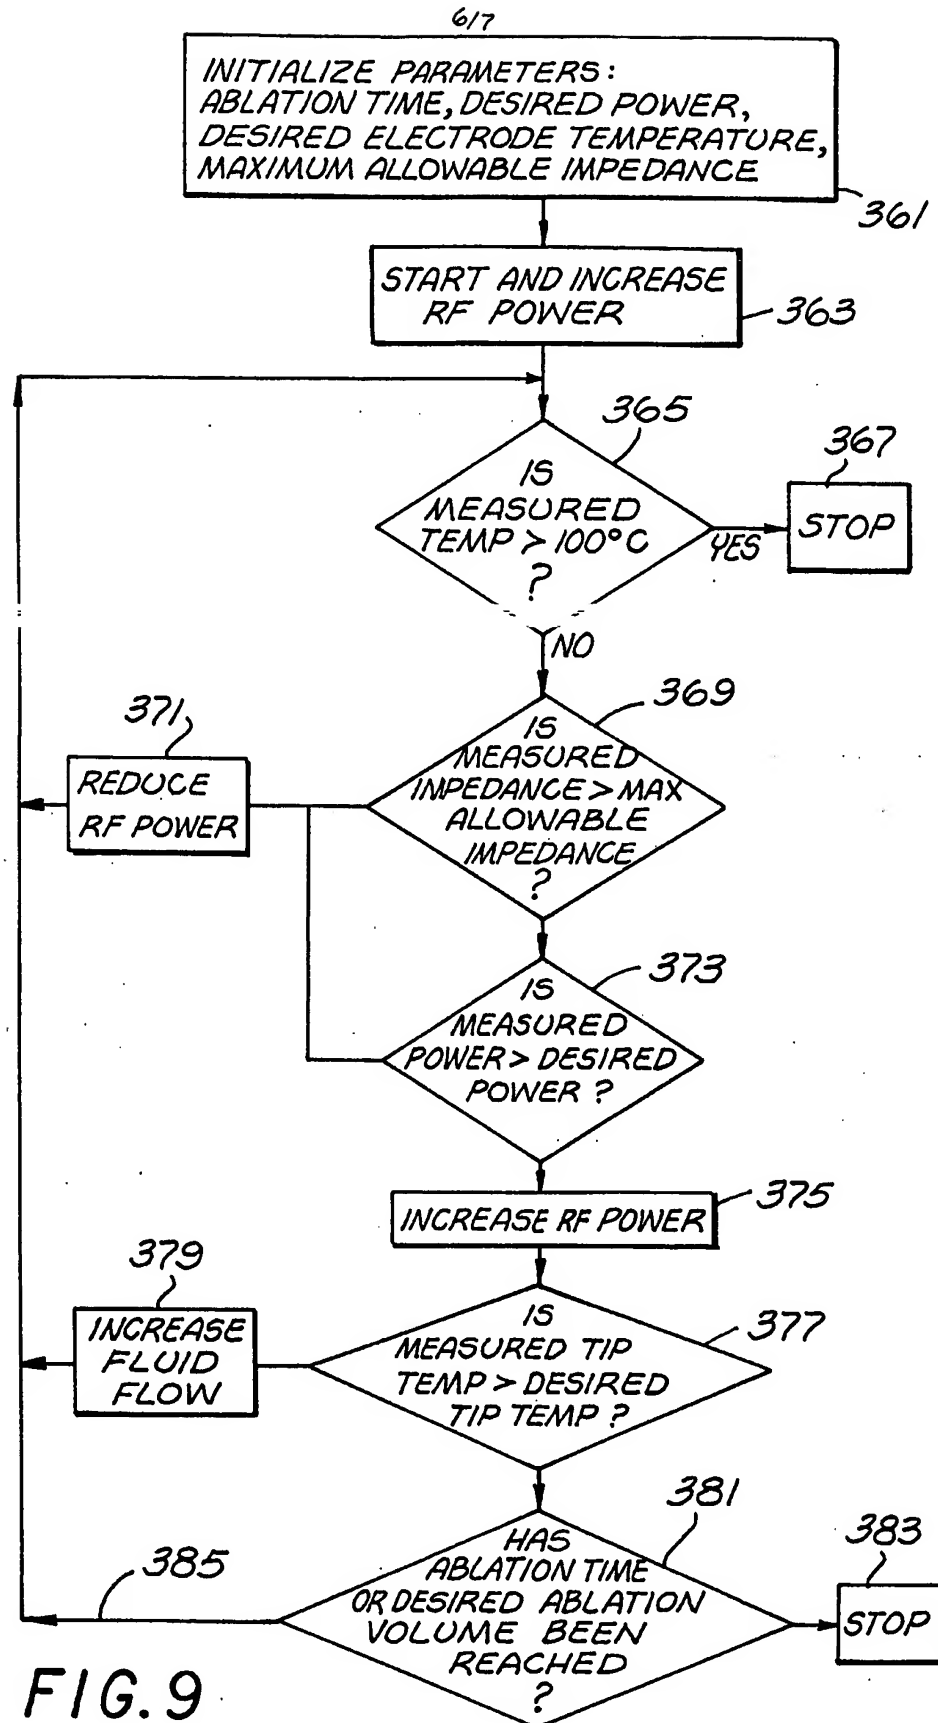 6/7
INITIALIZE PARAMETERS:
ABLATION TIME, DESIRED POWER,
DESIRED ELECTRODE TEMPERATURE,
MAXIMUM ALLOWABLE IMPEDANCE
361
START AND INCREASE
RF POWER
363
365
IS
MEASURED
TEMP > 100°C
?
YES
367
STOP
NO
369
IS
MEASURED
IMPEDANCE > MAX
ALLOWABLE
IMPEDANCE
?
371
REDUCE
RF POWER
373
IS
MEASURED
POWER > DESIRED
POWER ?
375
INCREASE RF POWER
377
IS
MEASURED TIP
TEMP > DESIRED
TIP TEMP ?
379
INCREASE
FLUID
FLOW
381
HAS
ABLATION TIME
OR DESIRED ABLATION
VOLUME BEEN
REACHED
?
383
STOP
385
FIG. 9